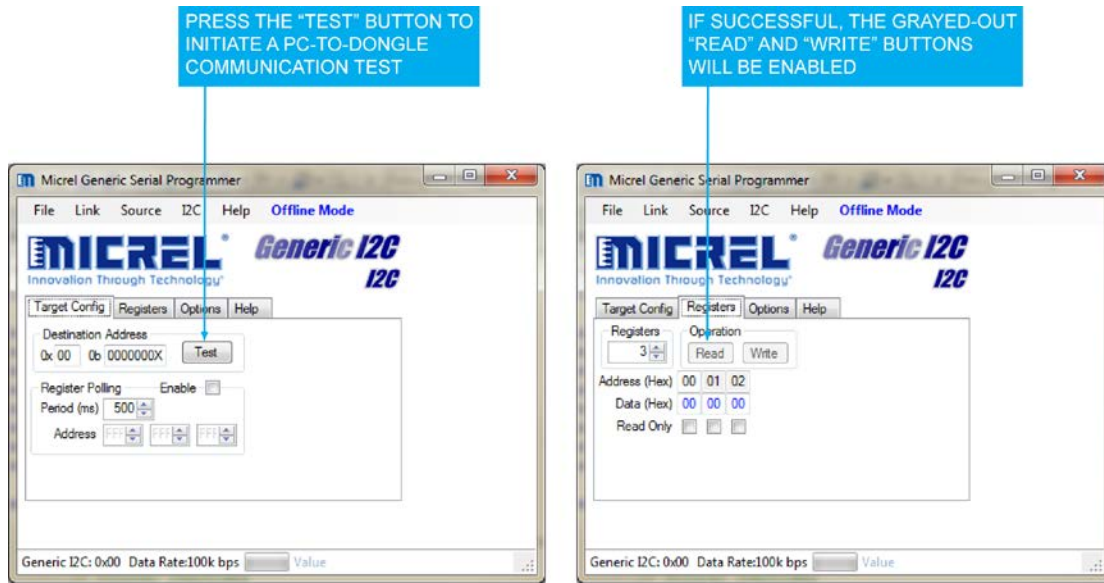 PRESS THE “TEST” BUTTON TO
INITIATE A PC-TO-DONGLE
COMMUNICATION TEST
IF SUCCESSFUL, THE GRAYED-OUT
“READ” AND “WRITE” BUTTONS
WILL BE ENABLED
Micrel Generic Serial Programmer
File Link Source I2C Help Offline Mode
MICREL Generic I2C
Innovation Through Technology I2C
Target Config Registers Options Help
Destination Address
0x 00 0b 0000000X Test
Register Polling Enable
Period (ms) 500
Address FFF FFF FFF
Generic I2C: 0x00 Data Rate:100k bps Value
Micrel Generic Serial Programmer
File Link Source I2C Help Offline Mode
MICREL Generic I2C
Innovation Through Technology I2C
Target Config Registers Options Help
Registers Operation
3 Read Write
Address (Hex) 00 01 02
Data (Hex) 00 00 00
Read Only
Generic I2C: 0x00 Data Rate:100k bps Value